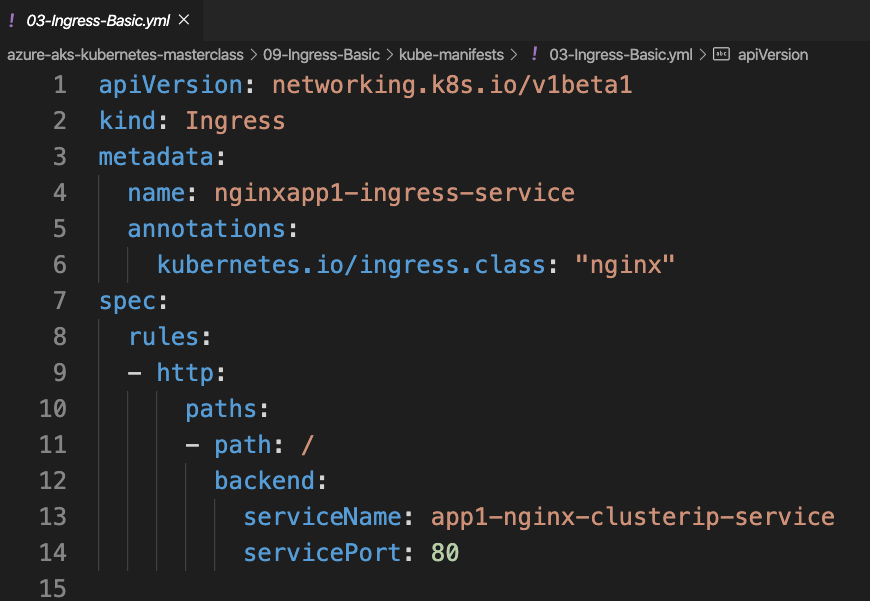 ! 03-Ingress-Basic.yml ×
azure-aks-kubernetes-masterclass > 09-Ingress-Basic > kube-manifests > ! 03-Ingress-Basic.yml > abc apiVersion
1 apiVersion: networking.k8s.io/v1beta1
2 kind: Ingress
3 metadata:
4   name: nginxapp1-ingress-service
5   annotations:
6     kubernetes.io/ingress.class: "nginx"
7 spec:
8   rules:
9   - http:
10       paths:
11       - path: /
12         backend:
13           serviceName: app1-nginx-clusterip-service
14           servicePort: 80
15